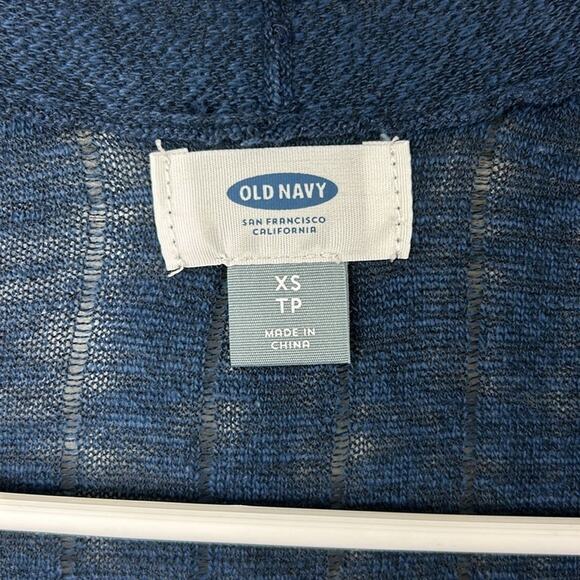 OLD NAVY
SAN FRANCISCO
CALIFORNIA
XS
TP
MADE IN
CHINA